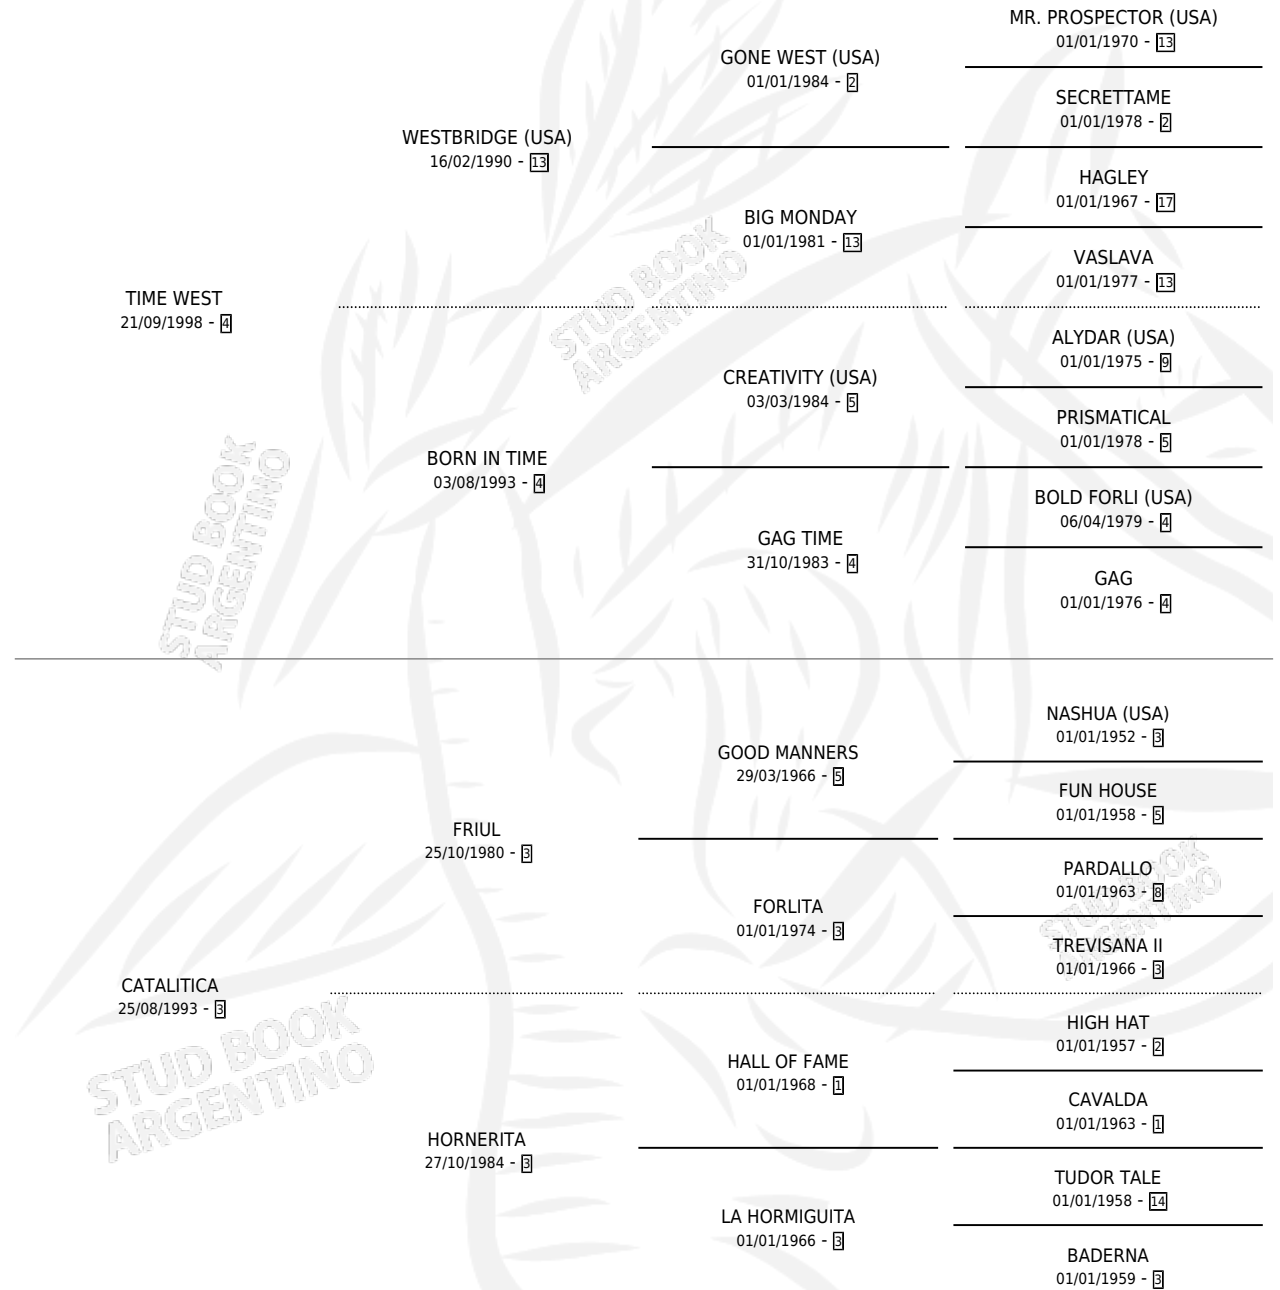 MR. PROSPECTOR (USA)
01/01/1970 - 13
GONE WEST (USA)
01/01/1984 - 2
SECRETTAME
01/01/1978 - 2
WESTBRIDGE (USA)
16/02/1990 - 13
HAGLEY
01/01/1967 - 17
BIG MONDAY
01/01/1981 - 13
VASLAVA
01/01/1977 - 13
TIME WEST
21/09/1998 - 4
STUD BOOK
ARGENTINO
ALYDAR (USA)
01/01/1975 - 9
CREATIVITY (USA)
03/03/1984 - 5
PRISMATICAL
01/01/1978 - 5
BORN IN TIME
03/08/1993 - 4
BOLD FORLI (USA)
06/04/1979 - 4
GAG TIME
31/10/1983 - 4
GAG
01/01/1976 - 4
STUD BOOK
ARGENTINO
NASHUA (USA)
01/01/1952 - 3
GOOD MANNERS
29/03/1966 - 5
FUN HOUSE
01/01/1958 - 5
FRIUL
25/10/1980 - 3
PARDALLO
01/01/1963 - 8
FORLITA
01/01/1974 - 3
STUD BOOK
ARGENTINO
TREVISANA II
01/01/1966 - 3
CATALITICA
25/08/1993 - 3
HIGH HAT
01/01/1957 - 2
HALL OF FAME
01/01/1968 - 1
CAVALDA
01/01/1963 - 1
STUD BOOK
ARGENTINO
HORNERITA
27/10/1984 - 3
TUDOR TALE
01/01/1958 - 14
LA HORMIGUITA
01/01/1966 - 3
BADERNA
01/01/1959 - 3